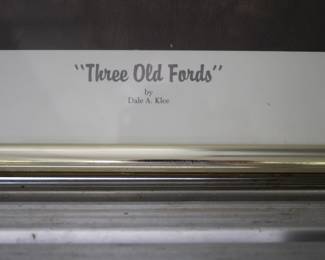 "Three Old Fords"
by
Dale A. Klee